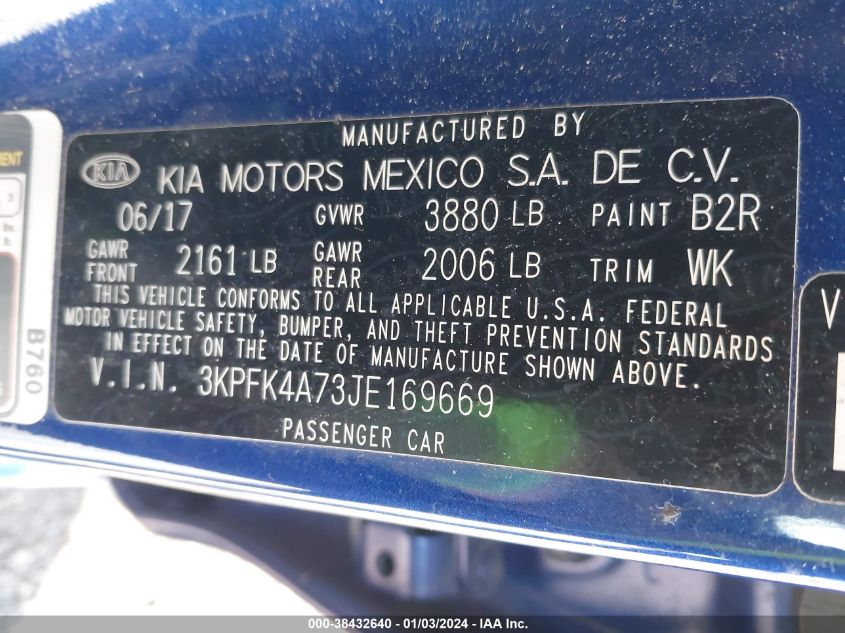 MANUFACTURED BY
KIA KIA MOTORS MEXICO S.A. DE C.V.
06/17 GVWR 3880 LB PAINT B2R
GAWR FRONT 2161 LB GAWR REAR 2006 LB TRIM WK
THIS VEHICLE CONFORMS TO ALL APPLICABLE U.S.A. FEDERAL
MOTOR VEHICLE SAFETY, BUMPER, AND THEFT PREVENTION STANDARDS
IN EFFECT ON THE DATE OF MANUFACTURE SHOWN ABOVE.
V.I.N. 3KPFK4A73JE169669
PASSENGER CAR
B760
V
000-38432640 - 01/03/2024 - IAA Inc.